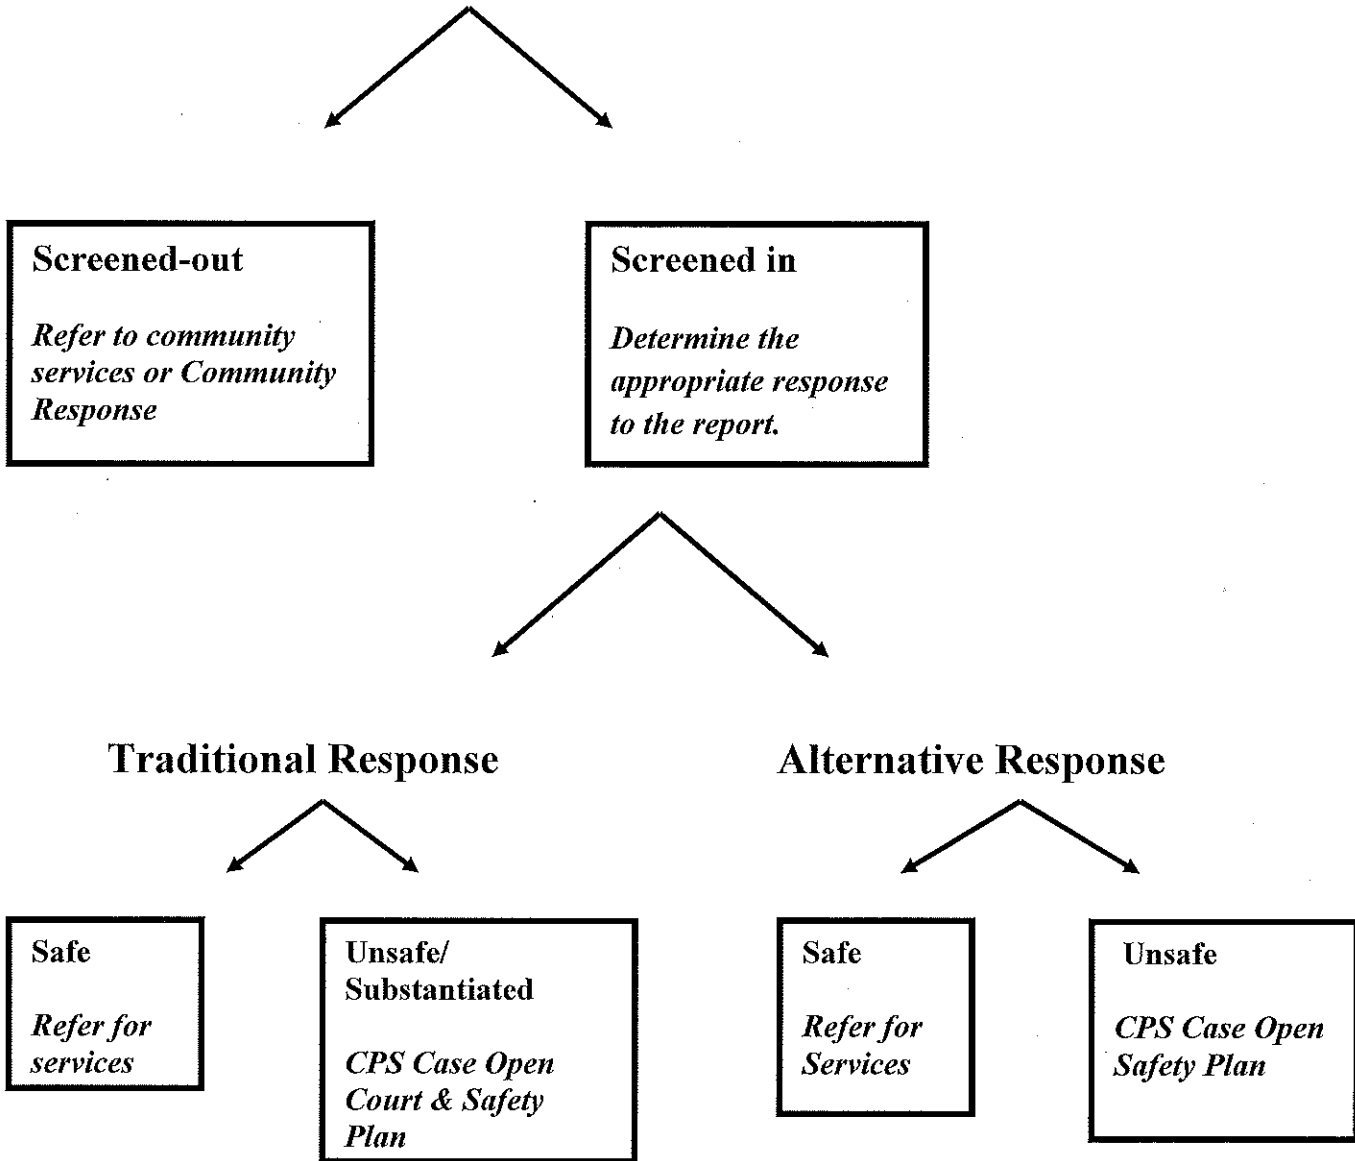 Screened-out
Refer to community
services or Community
Response
Screened in
Determine the
appropriate response
to the report.
Traditional Response
Alternative Response
Safe
Refer for
services
Unsafe/
Substantiated
CPS Case Open
Court & Safety
Plan
Safe
Refer for
Services
Unsafe
CPS Case Open
Safety Plan